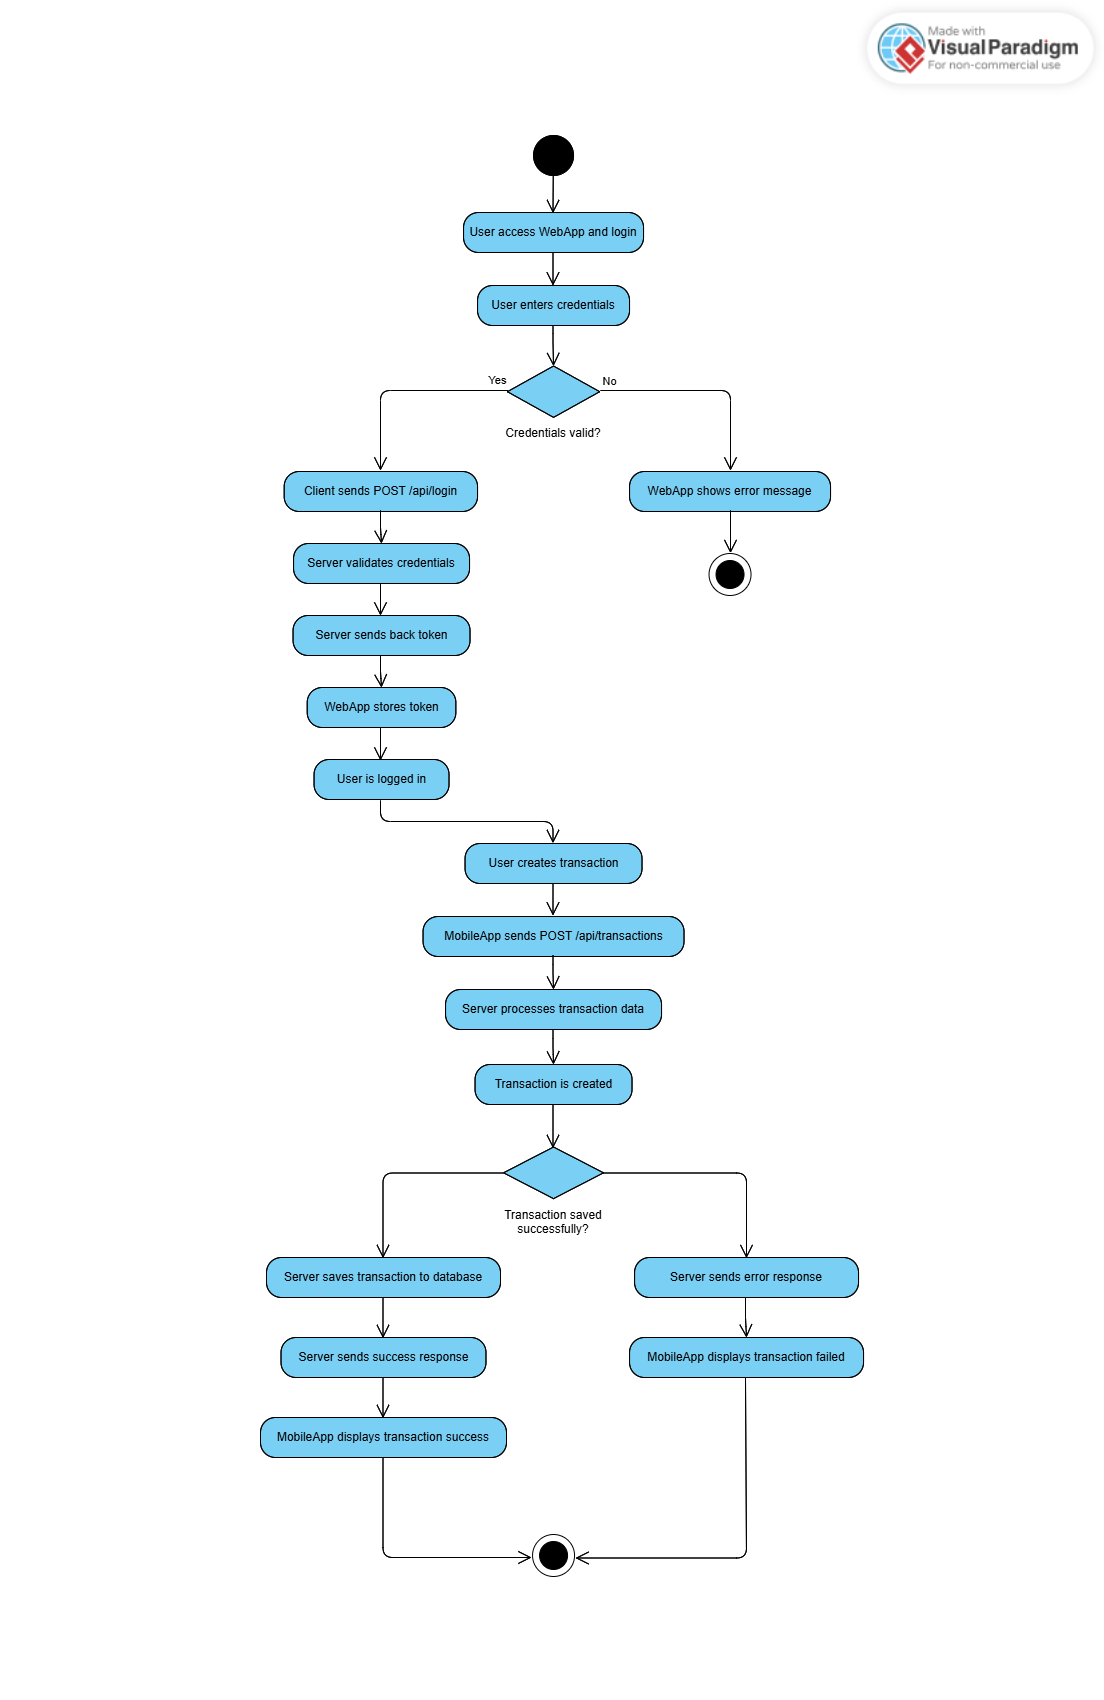 Made with
Visual Paradigm
For non-commercial use
User access WebApp and login
User enters credentials
Yes
No
Credentials valid?
Client sends POST /api/login
WebApp shows error message
Server validates credentials
Server sends back token
WebApp stores token
User is logged in
User creates transaction
MobileApp sends POST /api/transactions
Server processes transaction data
Transaction is created
Transaction saved
successfully?
Server saves transaction to database
Server sends error response
Server sends success response
MobileApp displays transaction failed
MobileApp displays transaction success